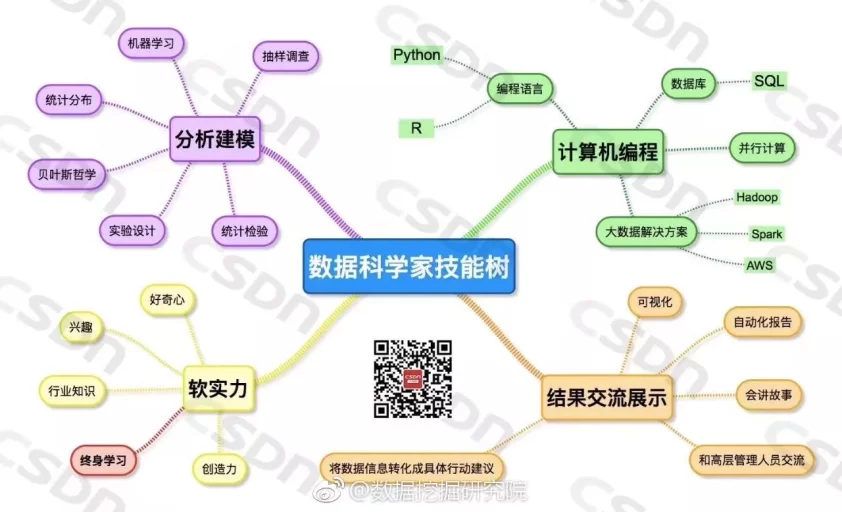 数据科学家技能树
分析建模
机器学习
抽样调查
统计分布
贝叶斯哲学
实验设计
统计检验
计算机编程
编程语言
Python
R
数据库
SQL
并行计算
大数据解决方案
Hadoop
Spark
AWS
软实力
好奇心
兴趣
行业知识
终身学习
创造力
结果交流展示
可视化
自动化报告
会讲故事
和高层管理人员交流
将数据信息转化成具体行动建议
CSDN
@数据挖掘研究院